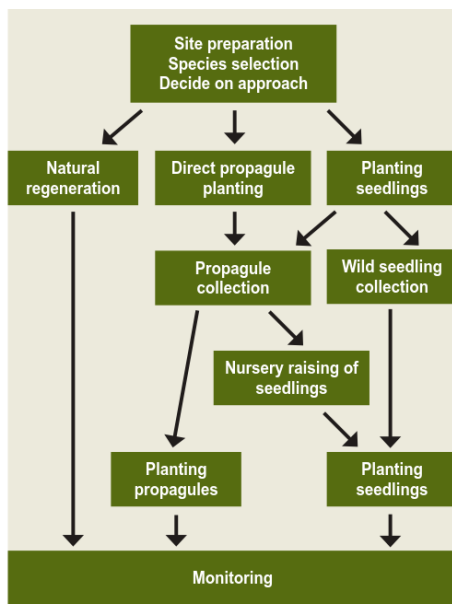 Site preparation
Species selection
Decide on approach
Natural
regeneration
Direct propagule
planting
Planting
seedlings
Propagule
collection
Wild seedling
collection
Nursery raising of
seedlings
Planting
propagules
Planting
seedlings
Monitoring